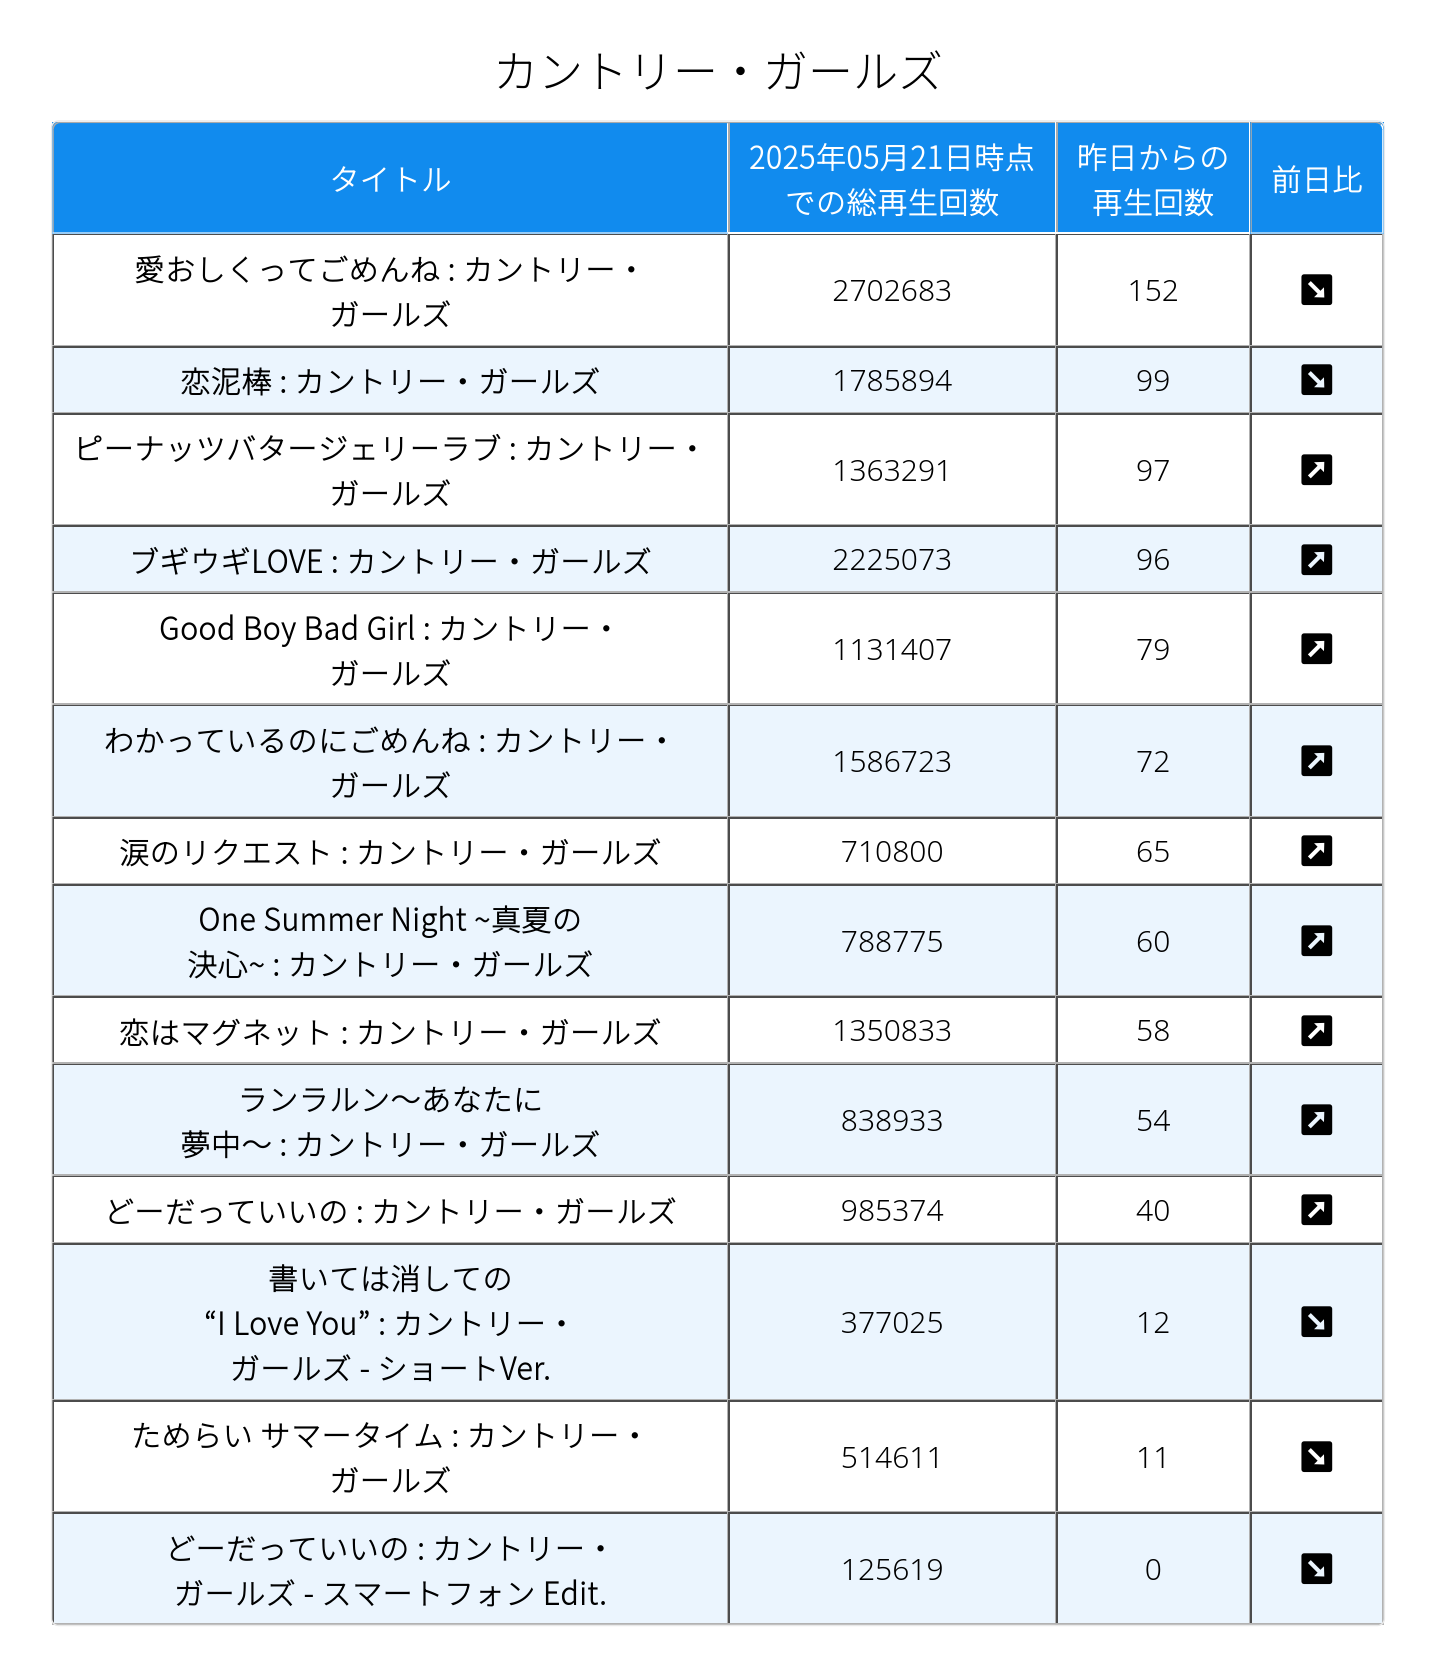 カントリー・ガールズ
タイトル
2025年05月21日時点
での総再生回数
昨日からの
再生回数
前日比
愛おしくってごめんね : カントリー・
ガールズ
2702683
152
恋泥棒 : カントリー・ガールズ
1785894
99
ピーナッツバタージェリーラブ : カントリー・
ガールズ
1363291
97
ブギウギLOVE : カントリー・ガールズ
2225073
96
Good Boy Bad Girl : カントリー・
ガールズ
1131407
79
わかっているのにごめんね : カントリー・
ガールズ
1586723
72
涙のリクエスト : カントリー・ガールズ
710800
65
One Summer Night ~真夏の
決心~ : カントリー・ガールズ
788775
60
恋はマグネット : カントリー・ガールズ
1350833
58
ランラルン〜あなたに
夢中〜 : カントリー・ガールズ
838933
54
どーだっていいの : カントリー・ガールズ
985374
40
書いては消しての
“I Love You” : カントリー・
ガールズ - ショートVer.
377025
12
ためらい サマータイム : カントリー・
ガールズ
514611
11
どーだっていいの : カントリー・
ガールズ - スマートフォン Edit.
125619
0